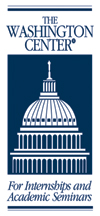 THE
WASHINGTON
CENTER®
For Internships and
Academic Seminars